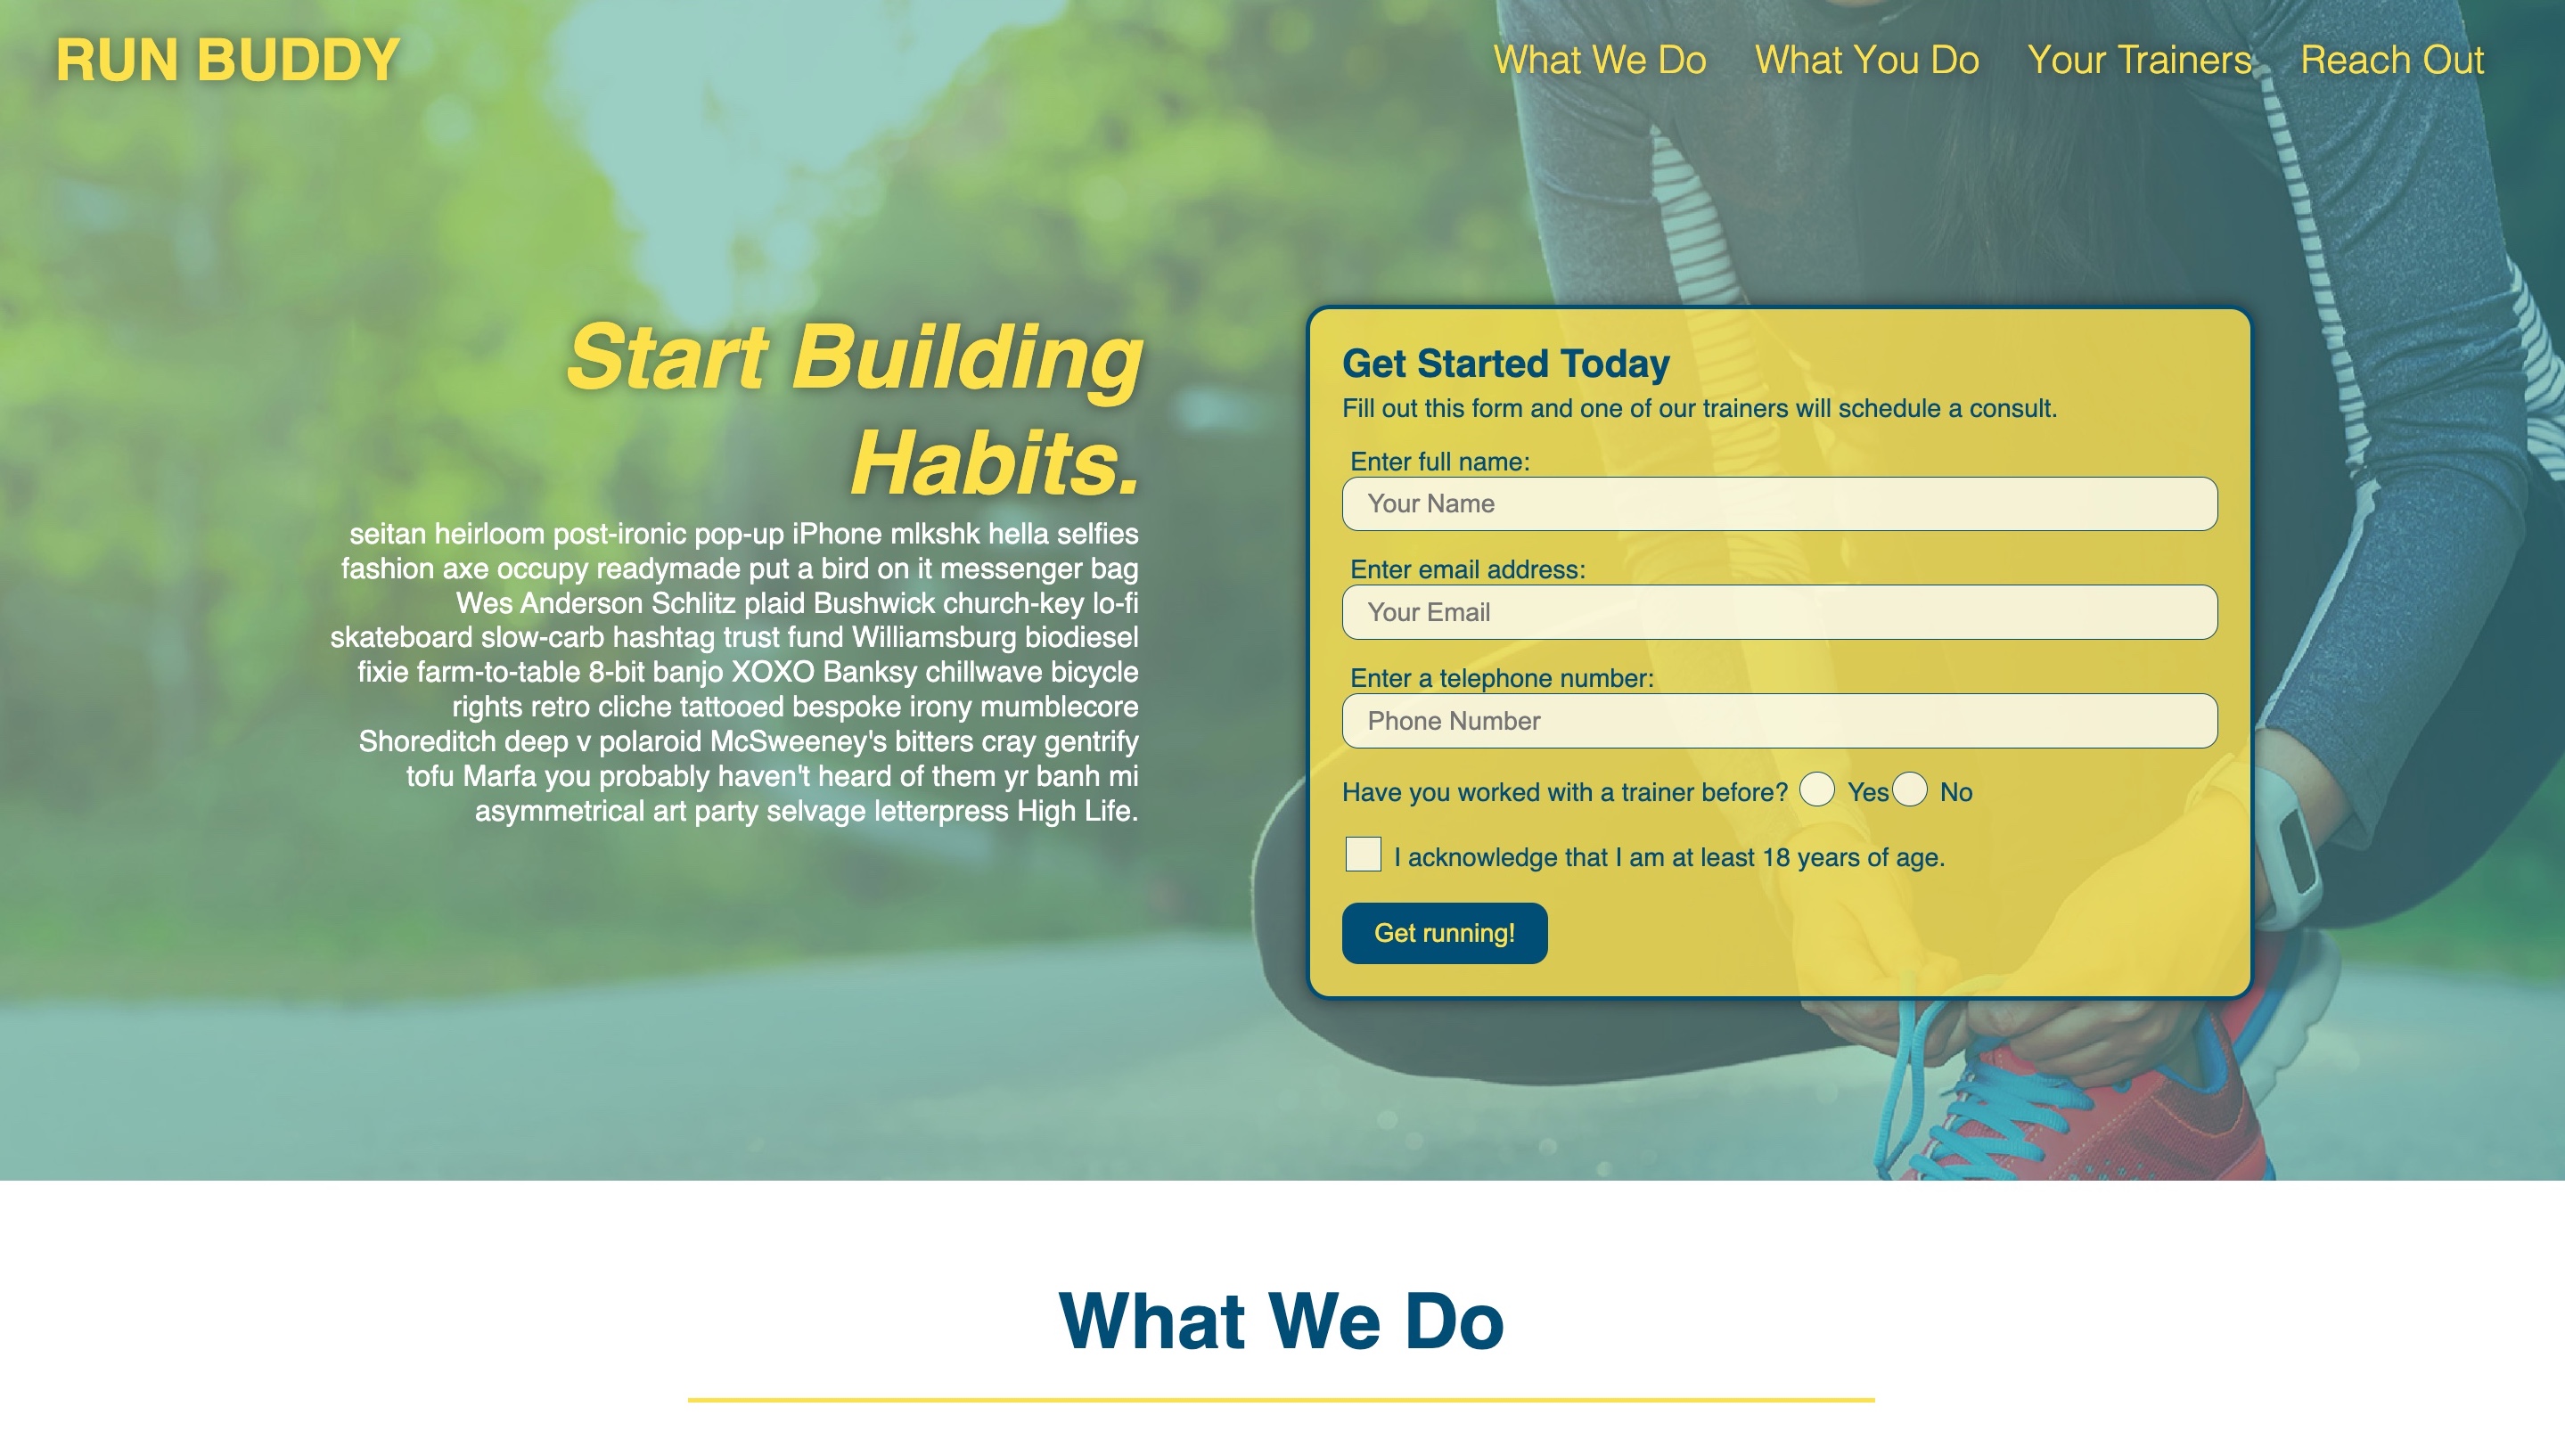 RUN BUDDY
What We Do
What You Do
Your Trainers
Reach Out
Start Building
Habits.
seitan heirloom post-ironic pop-up iPhone mlkshk hella selfies
fashion axe occupy readymade put a bird on it messenger bag
Wes Anderson Schlitz plaid Bushwick church-key lo-fi
skateboard slow-carb hashtag trust fund Williamsburg biodiesel
fixie farm-to-table 8-bit banjo XOXO Banksy chillwave bicycle
rights retro cliche tattooed bespoke irony mumblecore
Shoreditch deep v polaroid McSweeney's bitters cray gentrify
tofu Marfa you probably haven't heard of them yr banh mi
asymmetrical art party selvage letterpress High Life.
Get Started Today
Fill out this form and one of our trainers will schedule a consult.
Enter full name:
Your Name
Enter email address:
Your Email
Enter a telephone number:
Phone Number
Have you worked with a trainer before? Yes No
I acknowledge that I am at least 18 years of age.
Get running!
What We Do